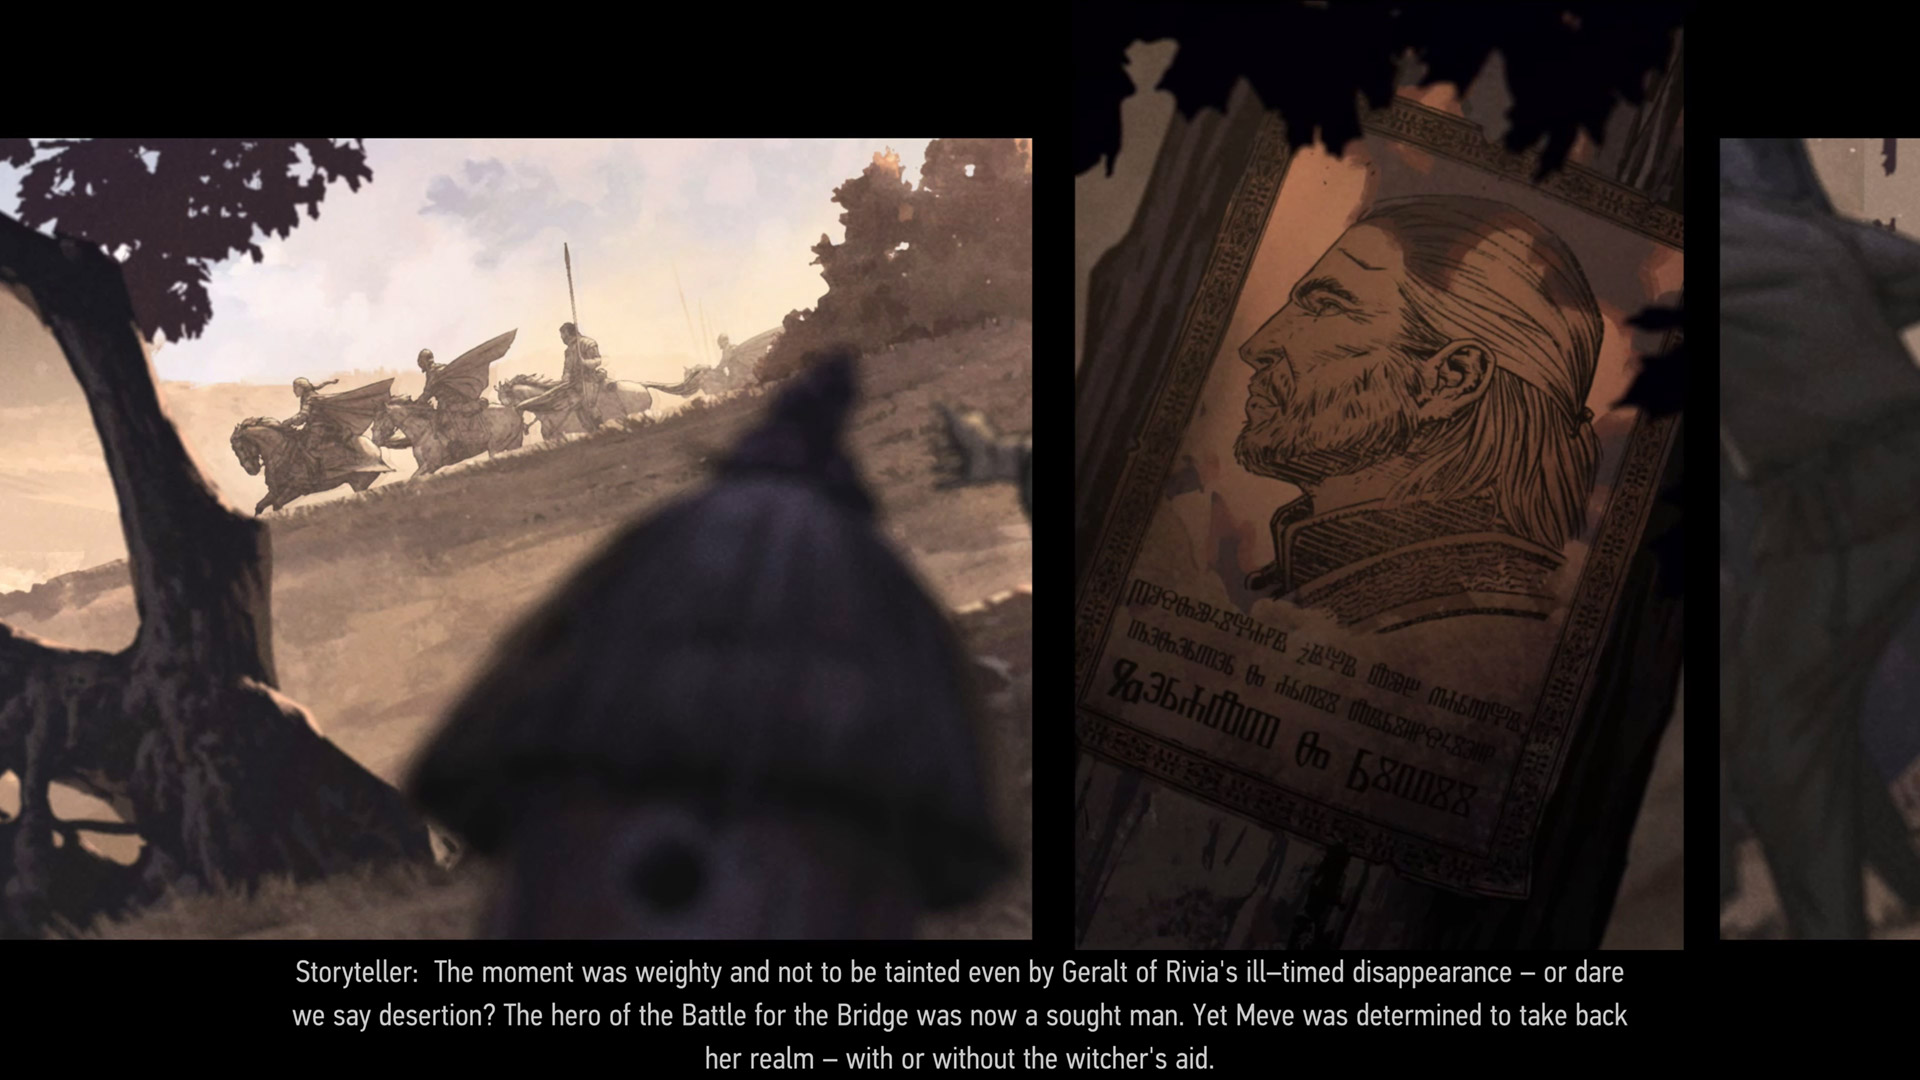 Storyteller:  The moment was weighty and not to be tainted even by Geralt of Rivia's ill–timed disappearance – or dare
we say desertion? The hero of the Battle for the Bridge was now a sought man. Yet Meve was determined to take back
her realm – with or without the witcher's aid.